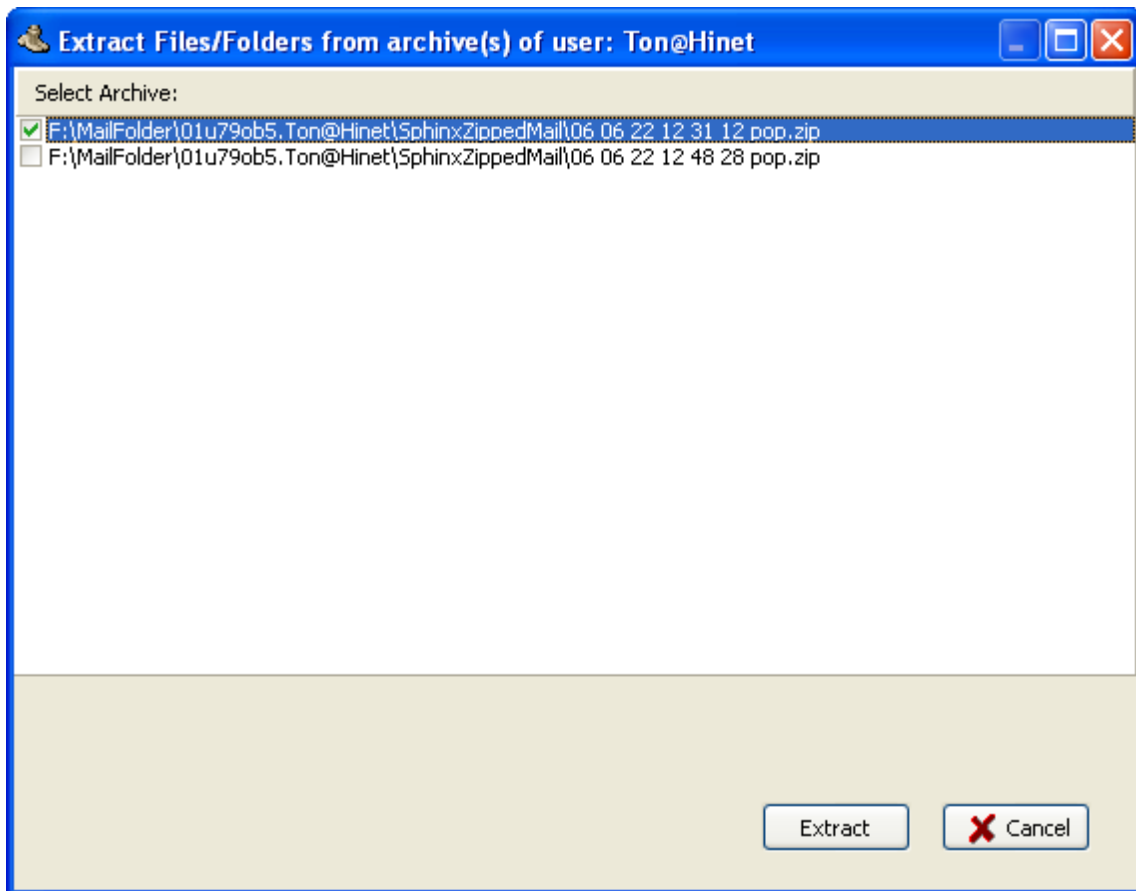 Extract Files/Folders from archive(s) of user: Ton@Hinet
Select Archive:
F:\MailFolder\01u79ob5.Ton@Hinet\SphinxZippedMail\06 06 22 12 31 12 pop.zip
F:\MailFolder\01u79ob5.Ton@Hinet\SphinxZippedMail\06 06 22 12 48 28 pop.zip
Extract
Cancel